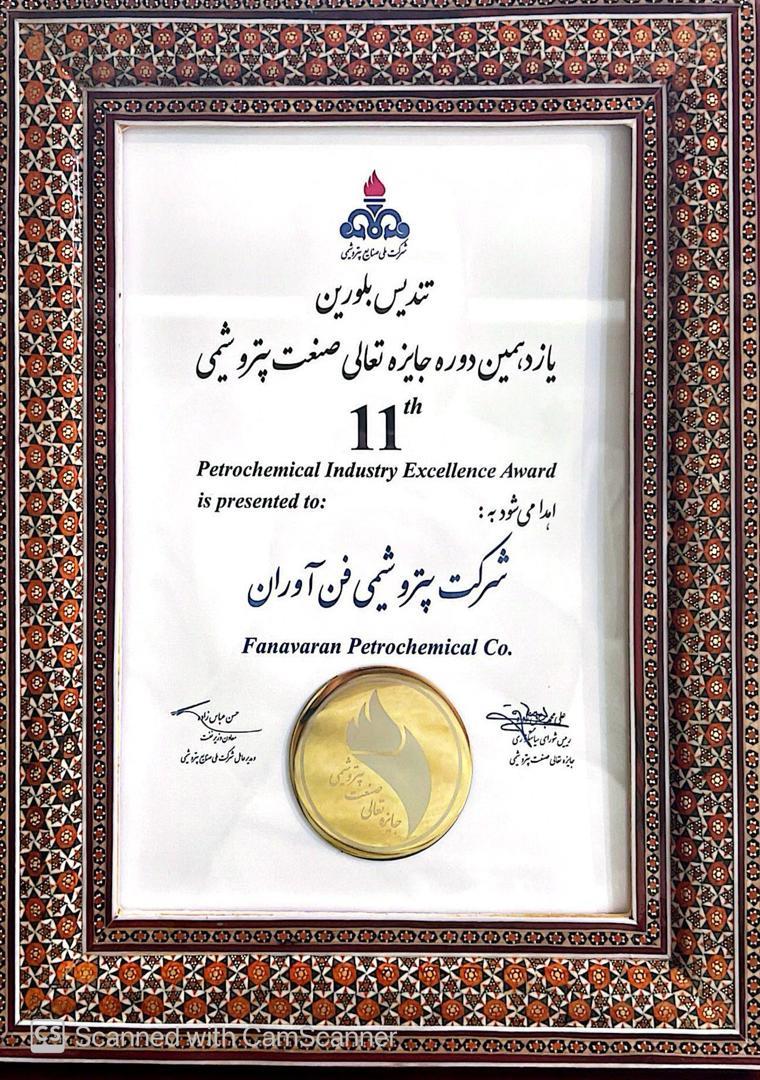 شرکت ملی صنایع پتروشیمی
تندیس بلورین
یازدهمین دوره جایزه تعالی صنعت پتروشیمی
11th
Petrochemical Industry Excellence Award
is presented to:
اهدا می شود به :
شرکت پتروشیمی فن آوران
Fanavaran Petrochemical Co.
حسن عباس زاده
معاون وزیر نفت
و مدیرعامل شرکت ملی صنایع پتروشیمی
رییس شورای سیاستگذاری
جایزه تعالی صنعت پتروشیمی
پتروشیمی
صنعت
تعالی
جایزه
CS Scanned with CamScanner